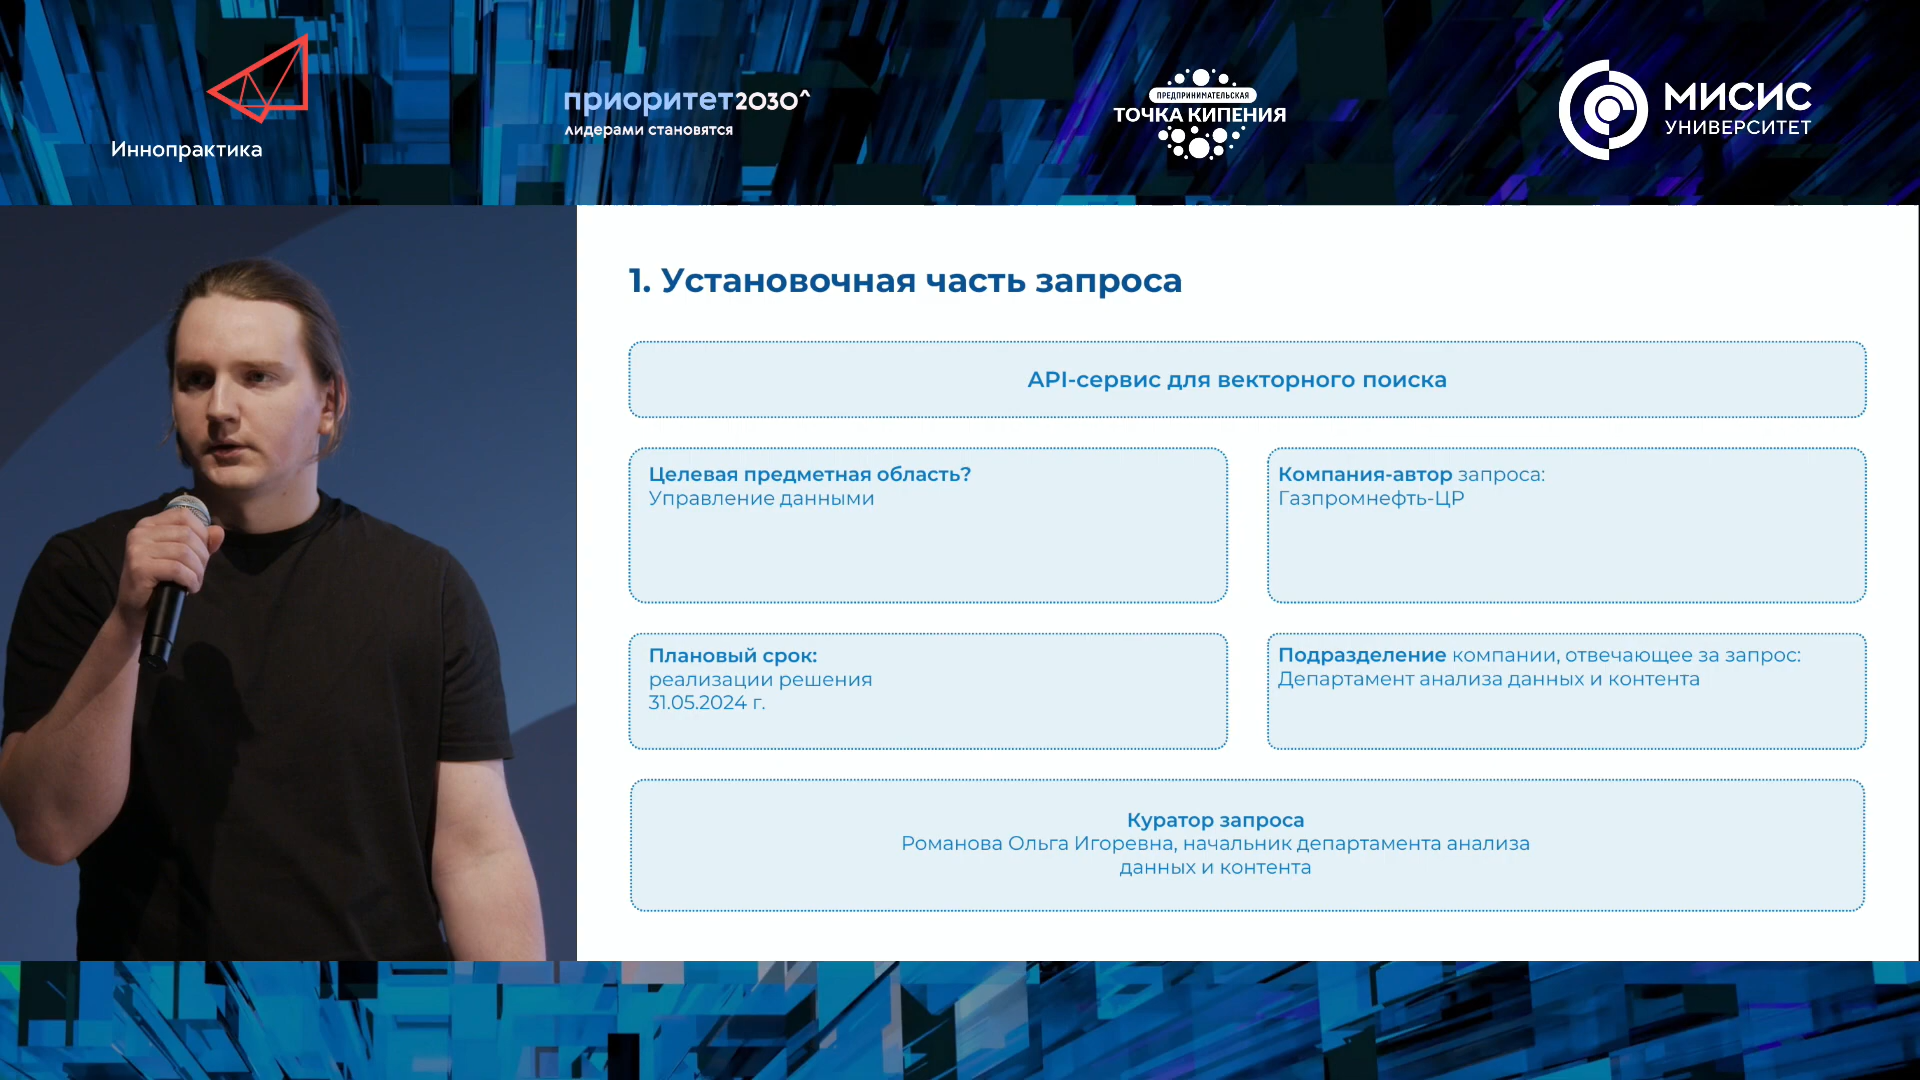 Иннопрактика
приоритет2030^
лидерами становятся
ПРЕДПРИНИМАТЕЛЬСКАЯ
ТОЧКА КИПЕНИЯ
МИСИС
УНИВЕРСИТЕТ
1. Установочная часть запроса
API-сервис для векторного поиска
Целевая предметная область?
Управление данными
Компания-автор запроса:
Газпромнефть-ЦР
Плановый срок:
реализации решения
31.05.2024 г.
Подразделение компании, отвечающее за запрос:
Департамент анализа данных и контента
Куратор запроса
Романова Ольга Игоревна, начальник департамента анализа
данных и контента